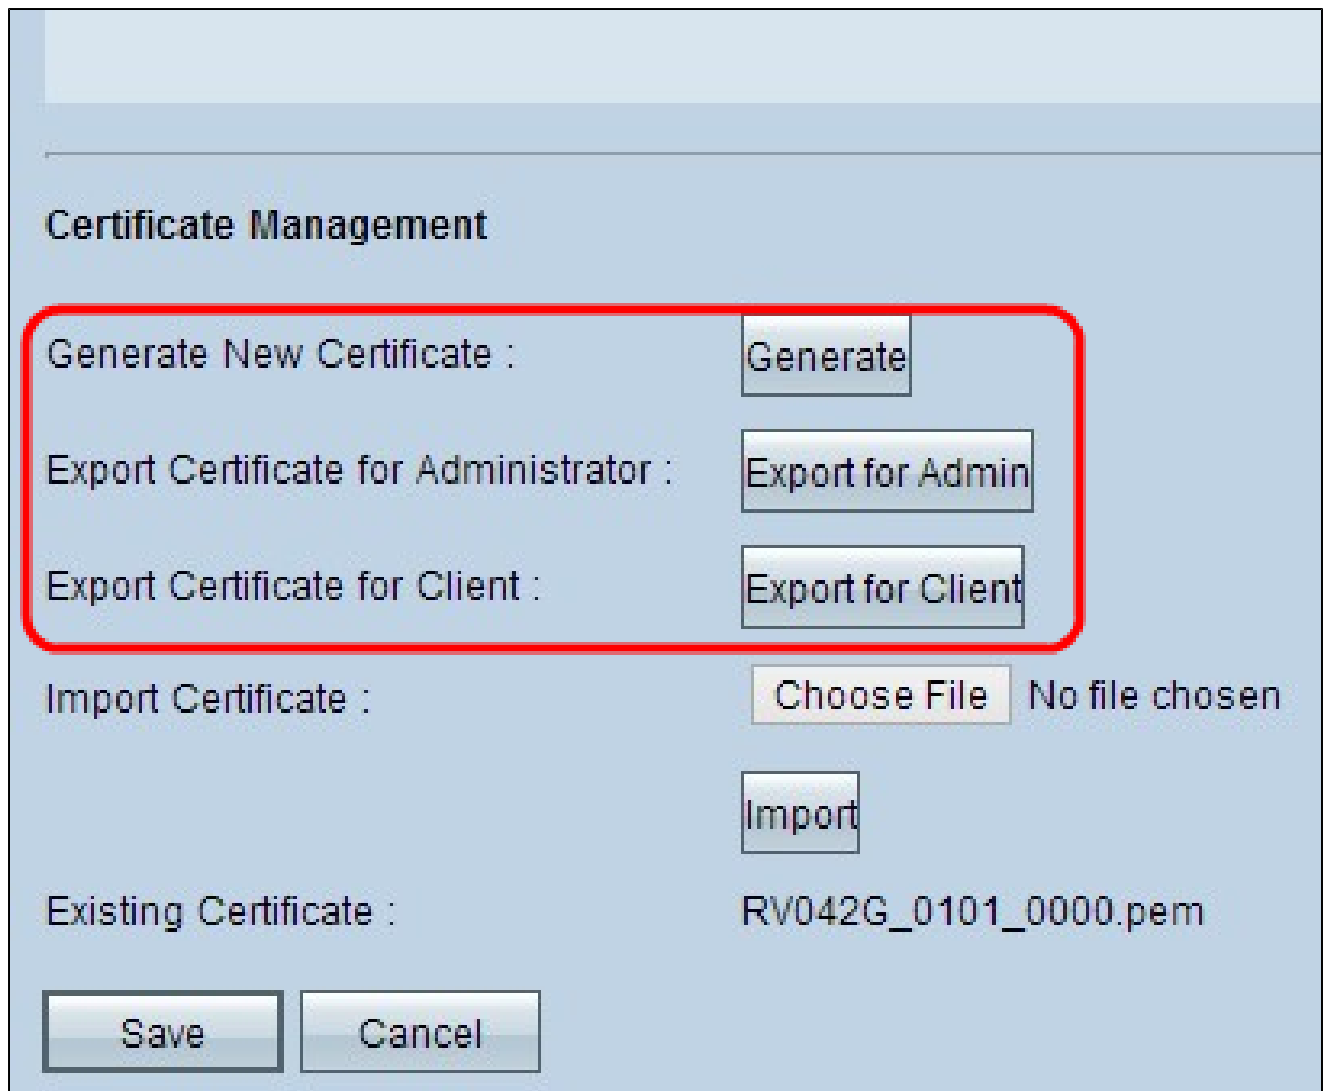 Certificate Management
Generate New Certificate : Generate
Export Certificate for Administrator : Export for Admin
Export Certificate for Client : Export for Client
Import Certificate : Choose File No file chosen
Import
Existing Certificate : RV042G_0101_0000.pem
Save Cancel